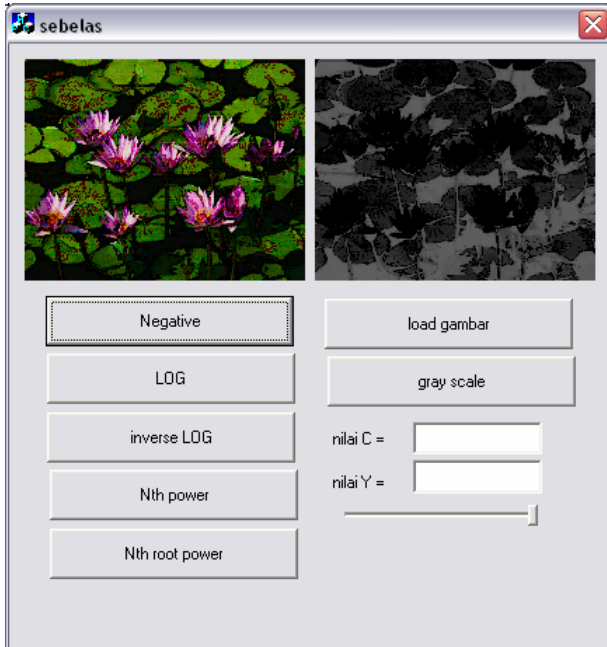 sebelas
Negative
load gambar
LOG
gray scale
inverse LOG
nilai C =
Nth power
nilai Y =
Nth root power